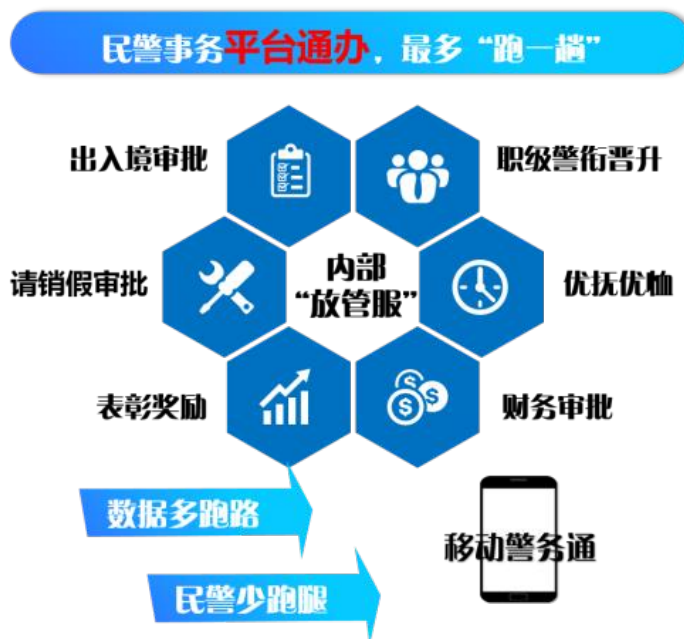 民警事务平台通办，最多“跑一趟”
出入境审批
职级警衔晋升
请销假审批
内部
“放管服”
优抚优恤
表彰奖励
财务审批
数据多跑路
移动警务通
民警少跑腿